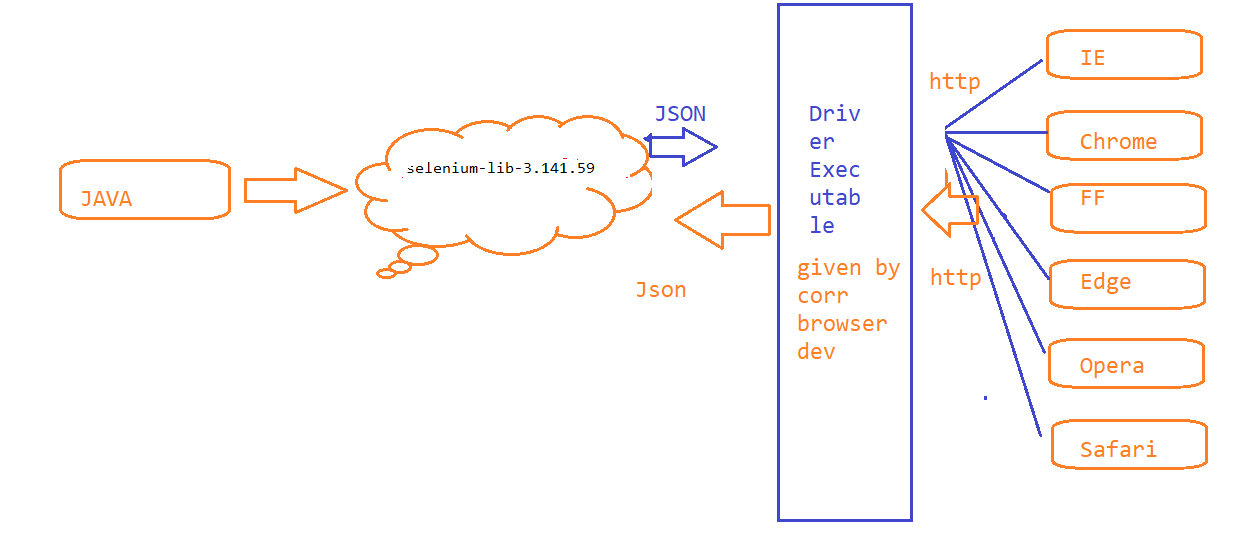 JAVA
selenium-lib-3.141.59
JSON
Json
Driv
er
Exec
utab
le
given by
corr
browser
dev
http
http
IE
Chrome
FF
Edge
Opera
Safari